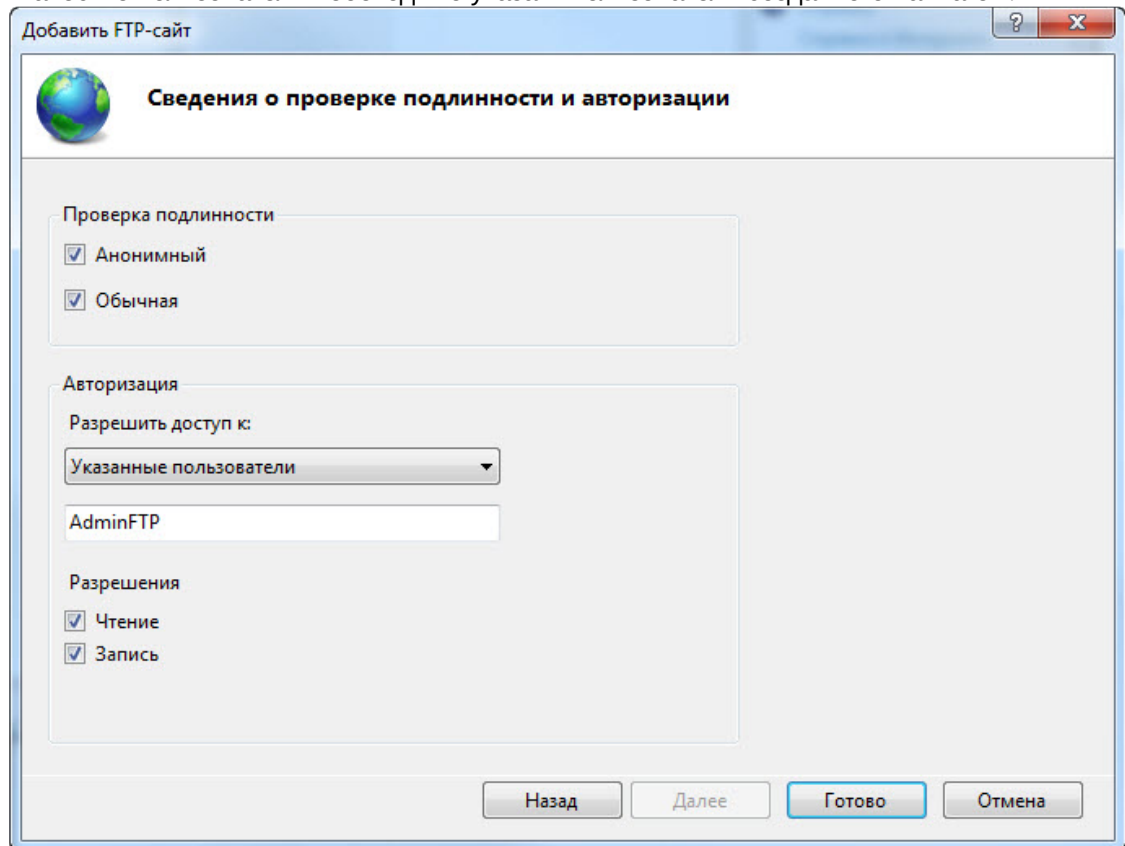 Добавить FTP-сайт
Сведения о проверке подлинности и авторизации
Проверка подлинности
Анонимный
Обычная
Авторизация
Разрешить доступ к:
Указанные пользователи
AdminFTP
Разрешения
Чтение
Запись
Назад
Далее
Готово
Отмена